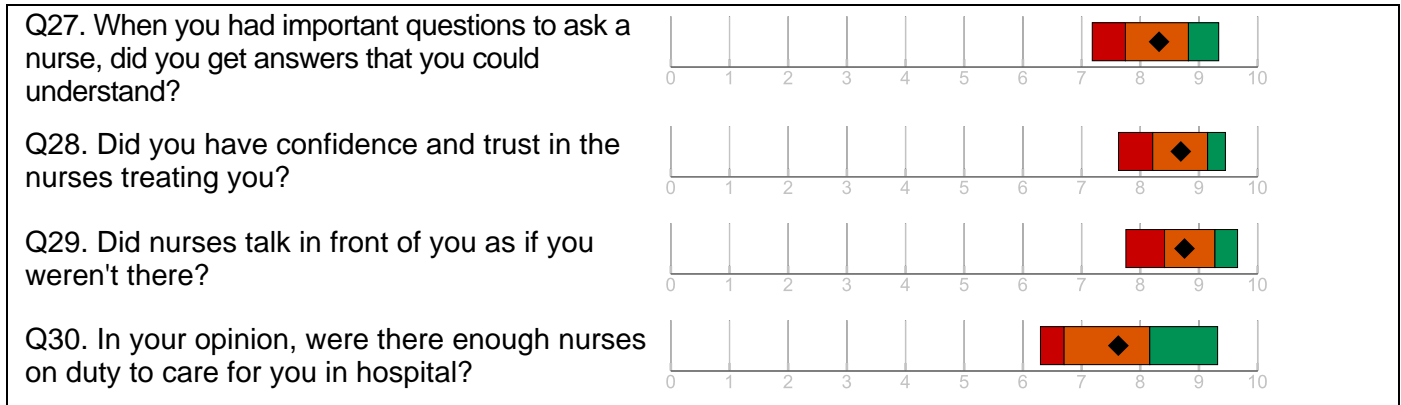 Q27. When you had important questions to ask a
nurse, did you get answers that you could
understand?
0 1 2 3 4 5 6 7 8 9 10
Q28. Did you have confidence and trust in the
nurses treating you?
0 1 2 3 4 5 6 7 8 9 10
Q29. Did nurses talk in front of you as if you
weren't there?
0 1 2 3 4 5 6 7 8 9 10
Q30. In your opinion, were there enough nurses
on duty to care for you in hospital?
0 1 2 3 4 5 6 7 8 9 10